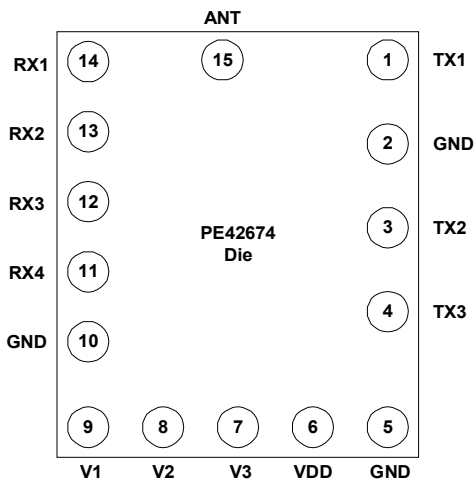 ANT
RX1 14 15 1 TX1
RX2 13 2 GND
RX3 12 3 TX2
PE42674
Die
RX4 11 4 TX3
GND 10
9 8 7 6 5
V1 V2 V3 VDD GND